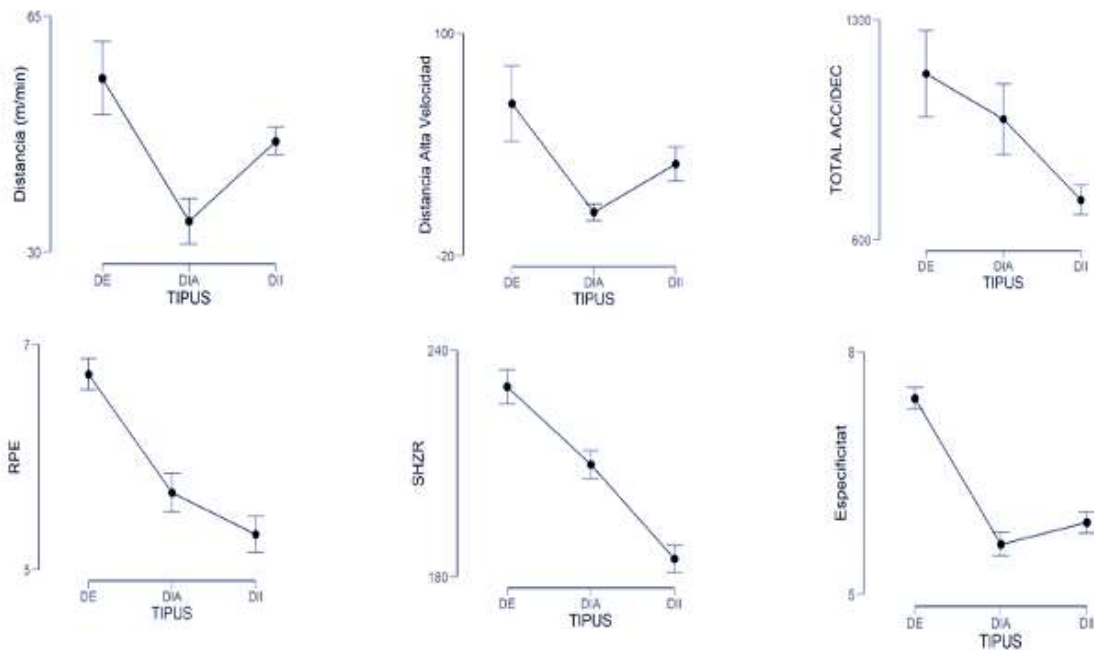 65
Distancia (m/min)
30
DE DIA DII
TIPUS
100
Distancia Alta Velocidad
-20
DE DIA DII
TIPUS
1300
TOTAL ACC/DEC
600
DE DIA DII
TIPUS
7
RPE
5
DE DIA DII
TIPUS
240
SHZR
180
DE DIA DII
TIPUS
8
Especificitat
5
DE DIA DII
TIPUS